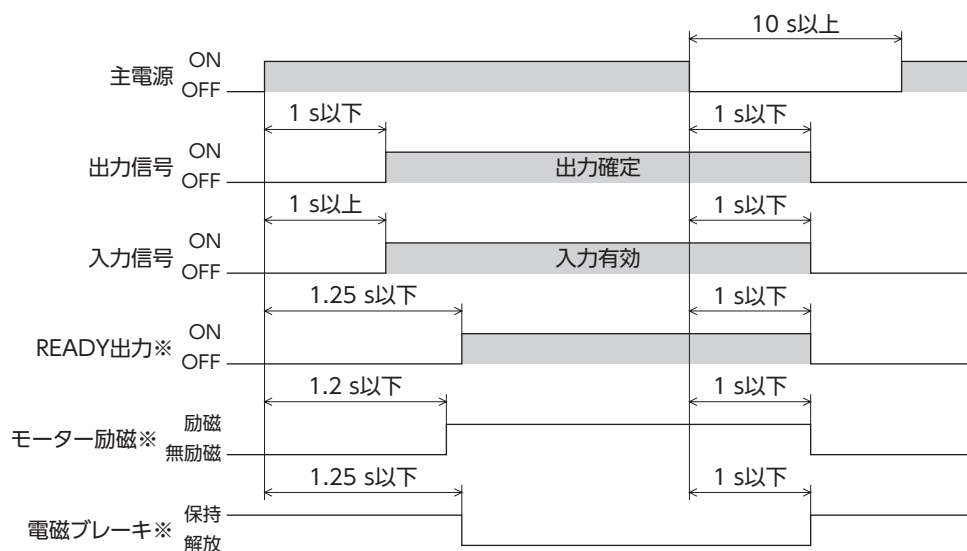 10 s以上
主電源
ON
OFF
1 s以下
1 s以下
出力信号
ON
OFF
出力確定
1 s以上
1 s以下
入力信号
ON
OFF
入力有効
1.25 s以下
1 s以下
READY出力※
ON
OFF
1.2 s以下
1 s以下
モーター励磁※
励磁
無励磁
1.25 s以下
1 s以下
電磁ブレーキ※
保持
解放